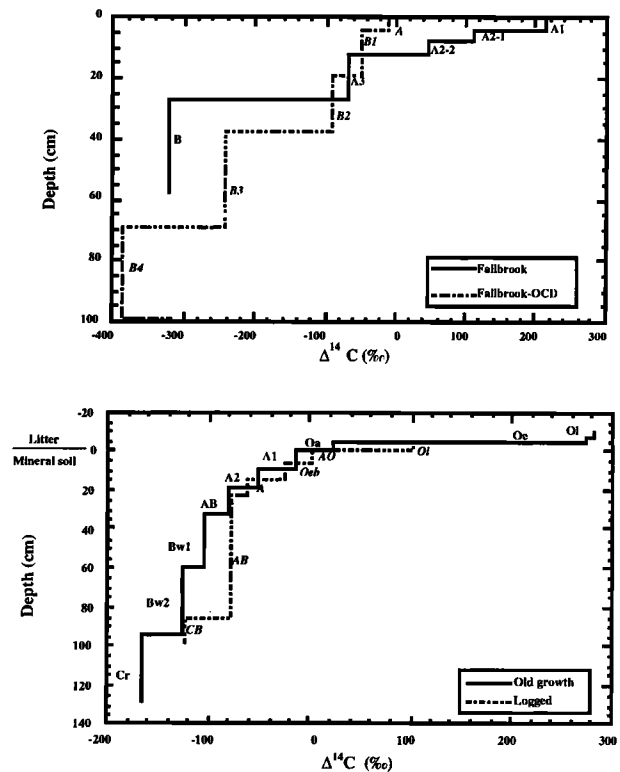 0
20
40
60
80
100
Depth (cm)
A
A1
B1
A2-1
A2-2
A3
B
B2
B3
B4
Fallbrook
Fallbrook-OCD
-400
-300
-200
-100
0
100
200
300
Δ14 C (‰)
-20
Litter
0
Mineral soil
20
40
60
80
100
120
140
Depth (cm)
Oi
Oe
Oa
A1
AO
Oi
Oeb
A2
A
AB
Bw1
AB
Bw2
CB
Cr
Old growth
Logged
-200
-100
0
100
200
300
Δ14C (‰)